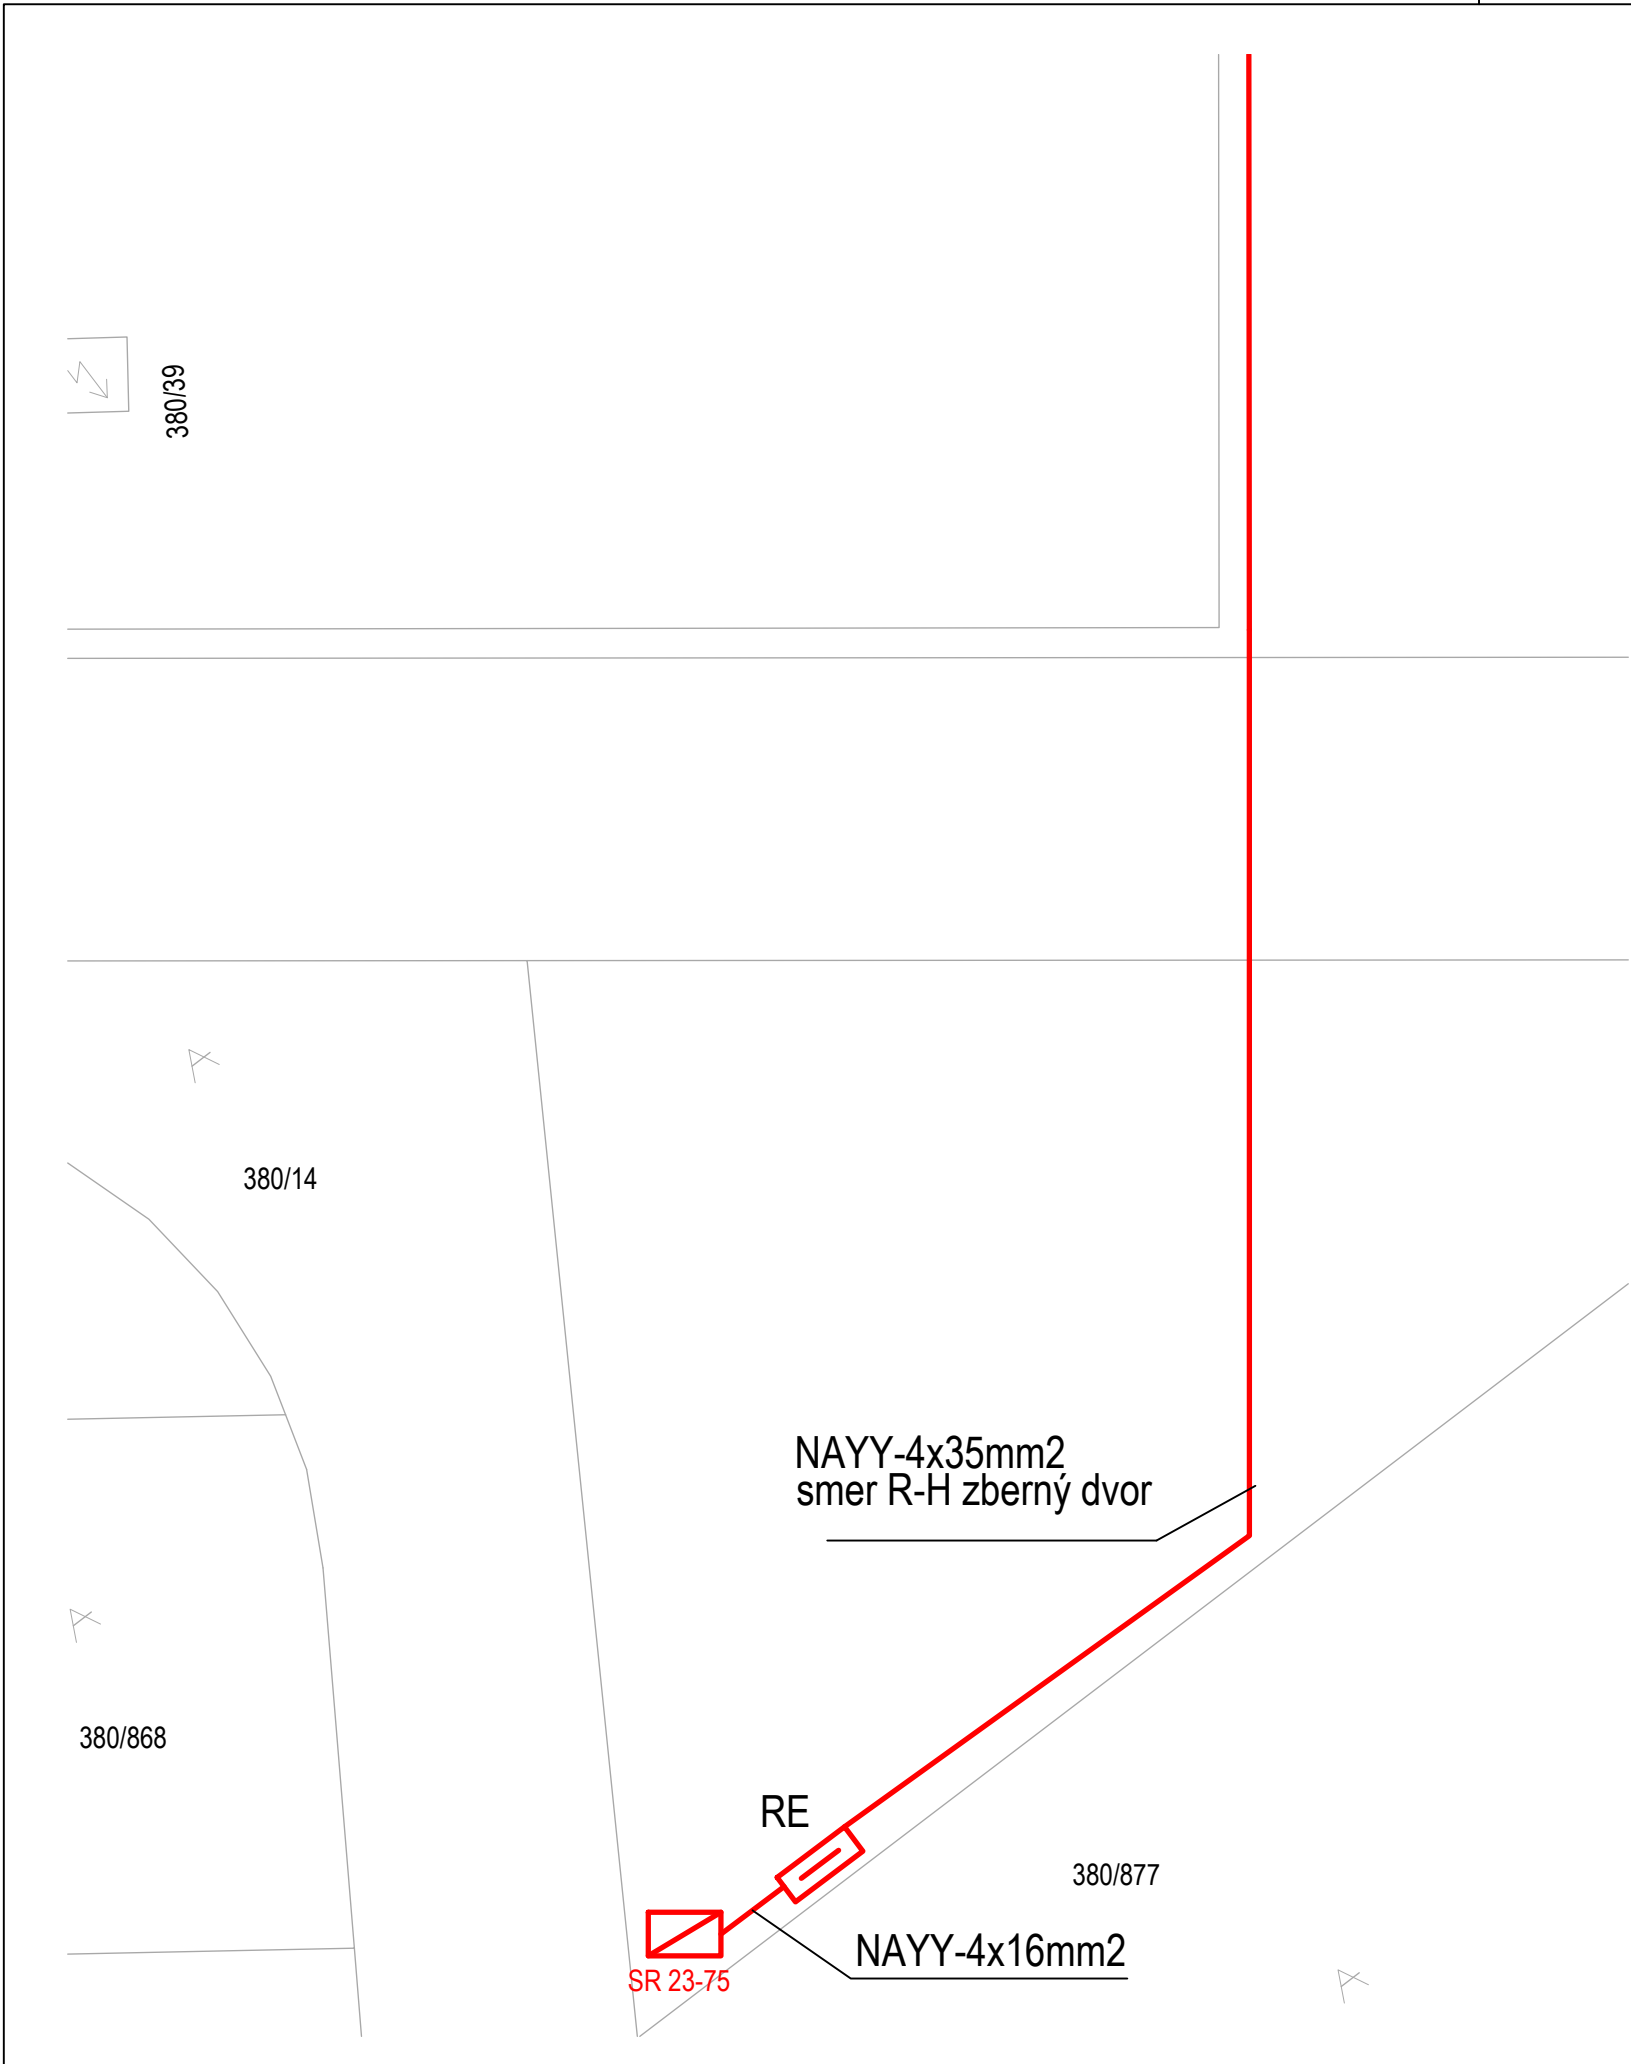 380/39
380/14
NAYY-4x35mm2
smer R-H zberný dvor
380/868
RE
380/877
NAYY-4x16mm2
SR 23-75